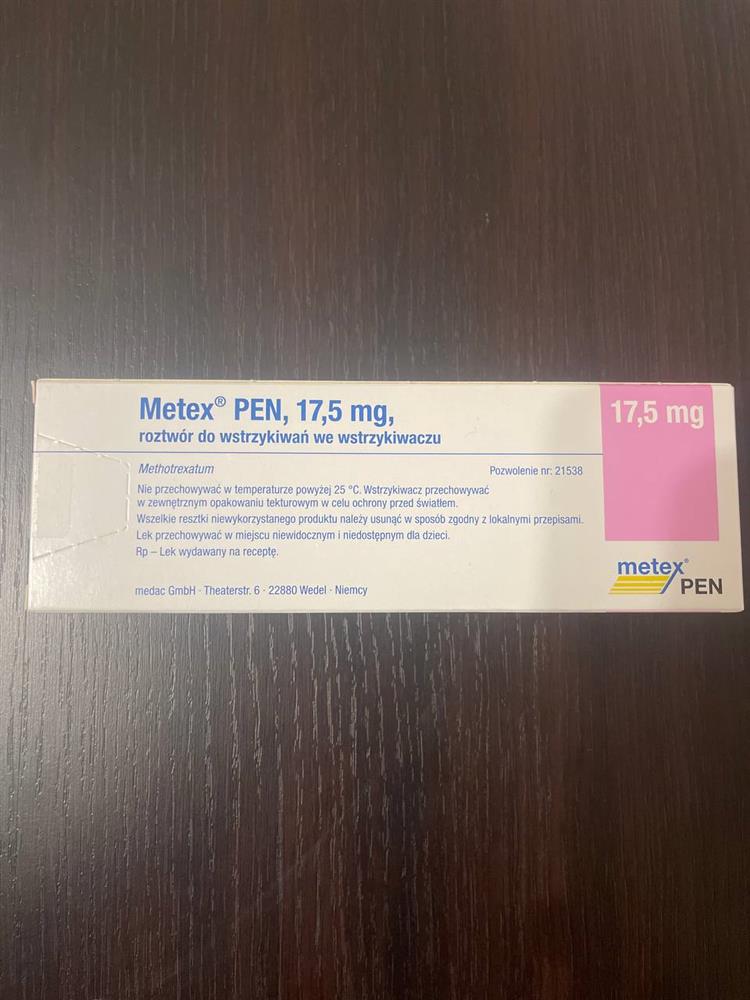 Metex® PEN, 17,5 mg,
roztwór do wstrzykiwań we wstrzykiwaczu
17,5 mg
Methotrexatum
Pozwolenie nr: 21538
Nie przechowywać w temperaturze powyżej 25 °C. Wstrzykiwacz przechowywać
w zewnętrznym opakowaniu tekturowym w celu ochrony przed światłem.
Wszelkie resztki niewykorzystanego produktu należy usunąć w sposób zgodny z lokalnymi przepisami.
Lek przechowywać w miejscu niewidocznym i niedostępnym dla dzieci.
Rp – Lek wydawany na receptę.
medac GmbH · Theaterstr. 6 · 22880 Wedel · Niemcy
metex®
PEN